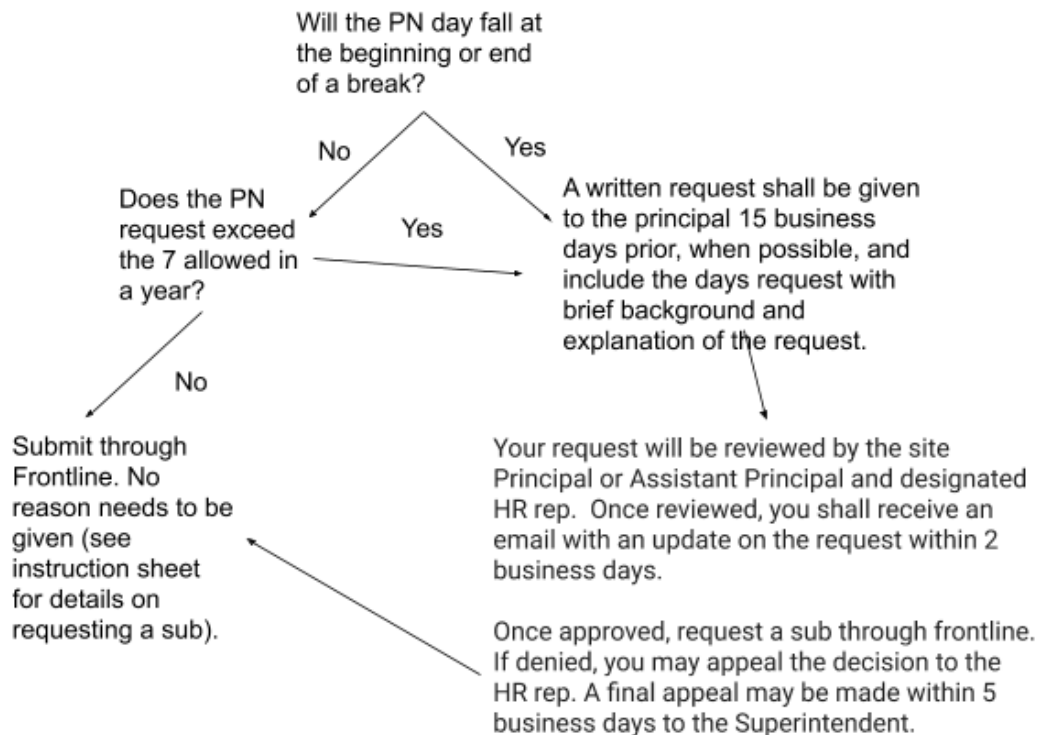 Will the PN day fall at
the beginning or end
of a break?
No
Yes
Does the PN
request exceed
the 7 allowed in
a year?
Yes
A written request shall be given
to the principal 15 business
days prior, when possible, and
include the days request with
brief background and
explanation of the request.
No
Submit through
Frontline. No
reason needs to be
given (see
instruction sheet
for details on
requesting a sub).
Your request will be reviewed by the site
Principal or Assistant Principal and designated
HR rep.  Once reviewed, you shall receive an
email with an update on the request within 2
business days.
Once approved, request a sub through frontline.
If denied, you may appeal the decision to the
HR rep. A final appeal may be made within 5
business days to the Superintendent.